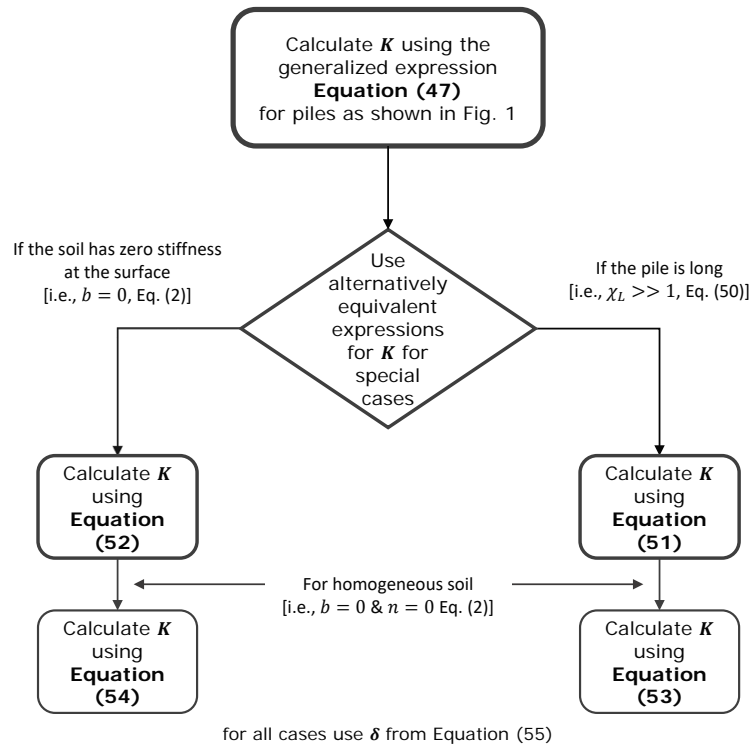 Calculate K using the
generalized expression
Equation (47)
for piles as shown in Fig. 1
If the soil has zero stiffness
at the surface
[i.e., b = 0, Eq. (2)]
Use
alternatively
equivalent
expressions
for K for
special
cases
If the pile is long
[i.e., χ_L >> 1, Eq. (50)]
Calculate K
using
Equation
(52)
Calculate K
using
Equation
(51)
For homogeneous soil
[i.e., b = 0 & n = 0 Eq. (2)]
Calculate K
using
Equation
(54)
Calculate K
using
Equation
(53)
for all cases use δ from Equation (55)